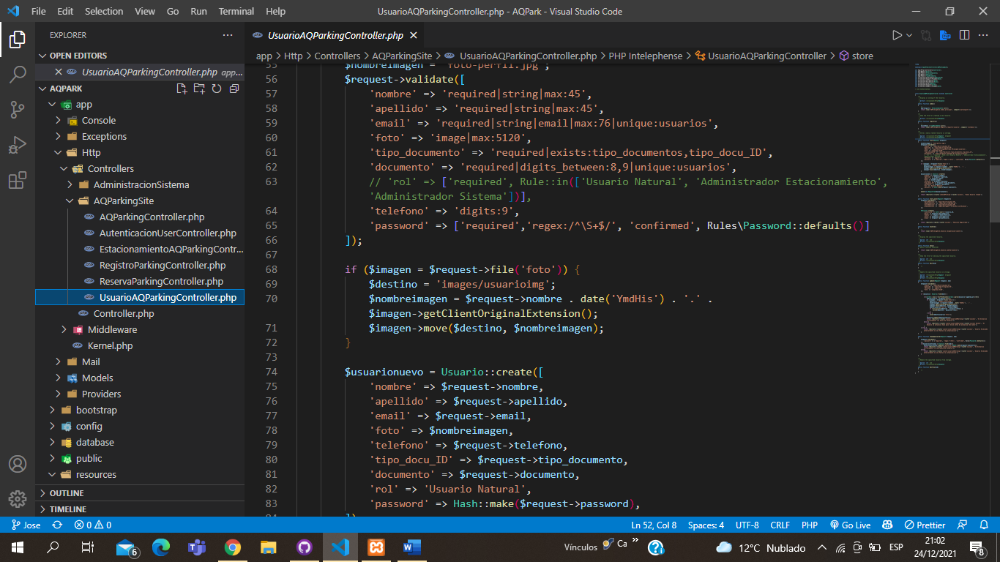 File Edit Selection View Go Run Terminal Help UsuarioAQParkingController.php - AQPark - Visual Studio Code
EXPLORER
OPEN EDITORS
UsuarioAQParkingController.php app...
AQPARK
app
Console
Exceptions
Http
Controllers
AdministracionSistema
AQParkingSite
AQParkingController.php
AutenticacionUserController.php
EstacionamientoAQParkingContr...
RegistroParkingController.php
ReservaParkingController.php
UsuarioAQParkingController.php
Controller.php
Middleware
Kernel.php
Mail
Models
Providers
bootstrap
config
database
public
resources
OUTLINE
TIMELINE
UsuarioAQParkingController.php
app > Http > Controllers > AQParkingSite > UsuarioAQParkingController.php > PHP Intelephense > UsuarioAQParkingController > store
55 $nombreimagen = 'foto-perfil.jpg';
56 $request->validate([
57 'nombre' => 'required|string|max:45',
58 'apellido' => 'required|string|max:45',
59 'email' => 'required|string|email|max:76|unique:usuarios',
60 'foto' => 'image|max:5120',
61 'tipo_documento' => 'required|exists:tipo_documentos,tipo_docu_ID',
62 'documento' => 'required|digits_between:8,9|unique:usuarios',
63 // 'rol' => ['required', Rule::in(['Usuario Natural', 'Administrador Estacionamiento',
'Administrador Sistema'])],
64 'telefono' => 'digits:9',
65 'password' => ['required','regex:/^\S+$/', 'confirmed', Rules\Password::defaults()]
66 ]);
67
68 if ($imagen = $request->file('foto')) {
69 $destino = 'images/usuarioimg';
70 $nombreimagen = $request->nombre . date('YmdHis') . '.' .
$imagen->getClientOriginalExtension();
71 $imagen->move($destino, $nombreimagen);
72 }
73
74 $usuarionuevo = Usuario::create([
75 'nombre' => $request->nombre,
76 'apellido' => $request->apellido,
77 'email' => $request->email,
78 'foto' => $nombreimagen,
79 'telefono' => $request->telefono,
80 'tipo_docu_ID' => $request->tipo_documento,
81 'documento' => $request->documento,
82 'rol' => 'Usuario Natural',
83 'password' => Hash::make($request->password),
84 ])
Jose 0 0 Ln 52, Col 8 Spaces: 4 UTF-8 CRLF PHP Go Live Prettier
6 Vínculos Ca » 12°C Nublado ESP 21:02
24/12/2021 8